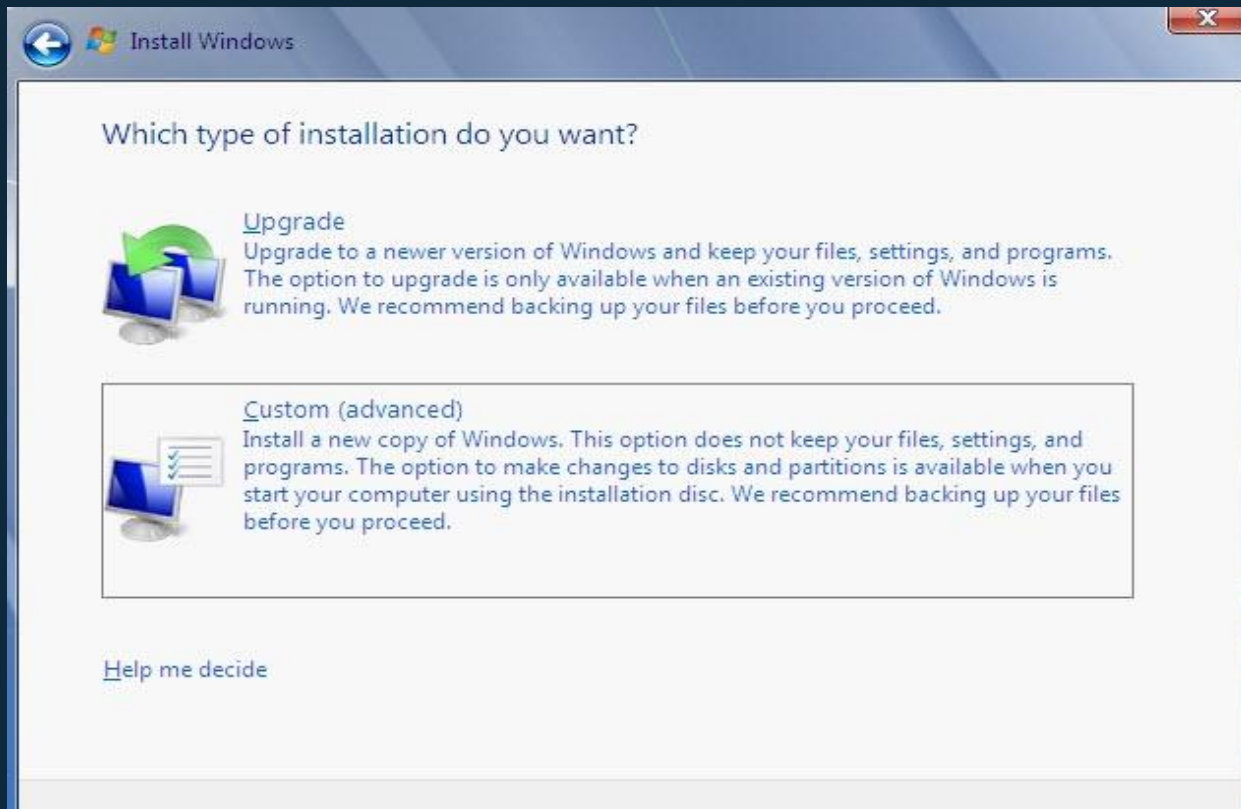 Install Windows
Which type of installation do you want?
Upgrade
Upgrade to a newer version of Windows and keep your files, settings, and programs.
The option to upgrade is only available when an existing version of Windows is
running. We recommend backing up your files before you proceed.
Custom (advanced)
Install a new copy of Windows. This option does not keep your files, settings, and
programs. The option to make changes to disks and partitions is available when you
start your computer using the installation disc. We recommend backing up your files
before you proceed.
Help me decide